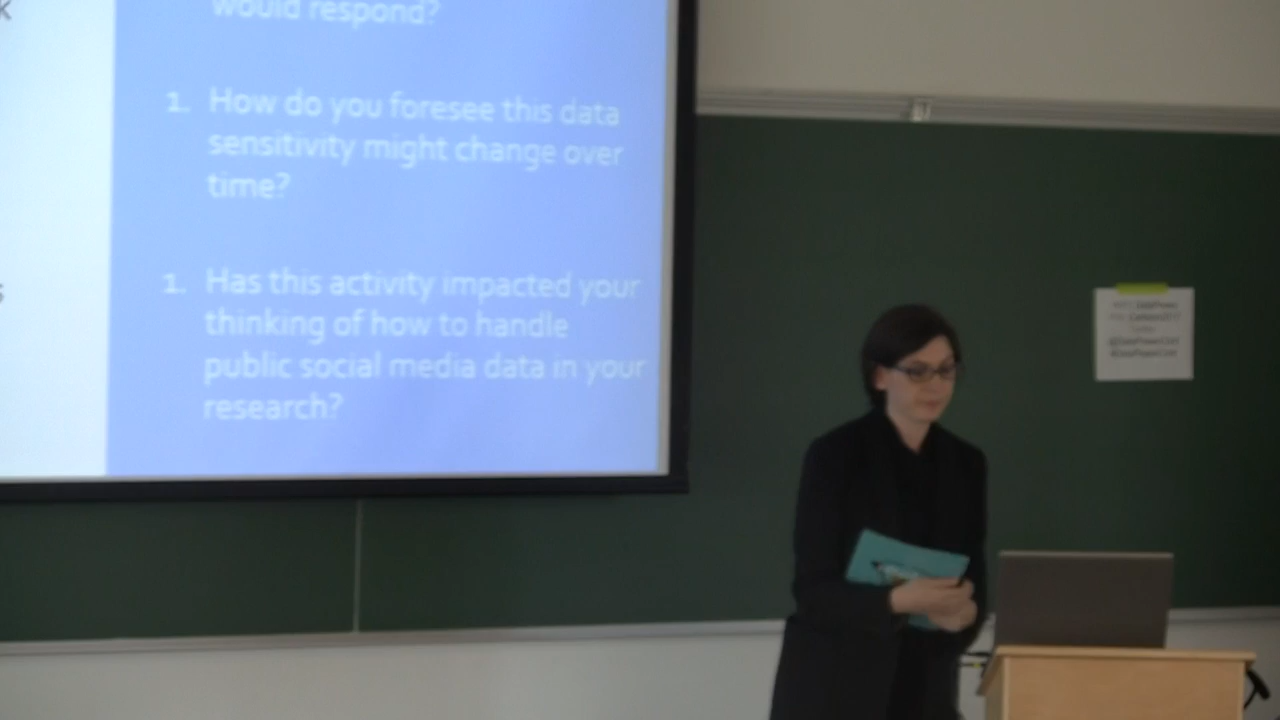 would respond?
1. How do you foresee this data
sensitivity might change over
time?
1. Has this activity impacted your
thinking of how to handle
public social media data in your
research?